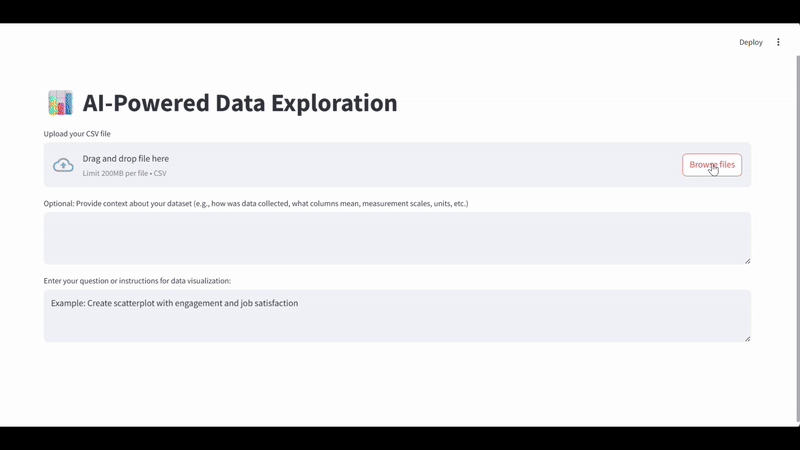 Deploy
AI-Powered Data Exploration
Upload your CSV file
Drag and drop file here
Limit 200MB per file • CSV
Browse files
Optional: Provide context about your dataset (e.g., how was data collected, what columns mean, measurement scales, units, etc.)
Enter your question or instructions for data visualization:
Example: Create scatterplot with engagement and job satisfaction